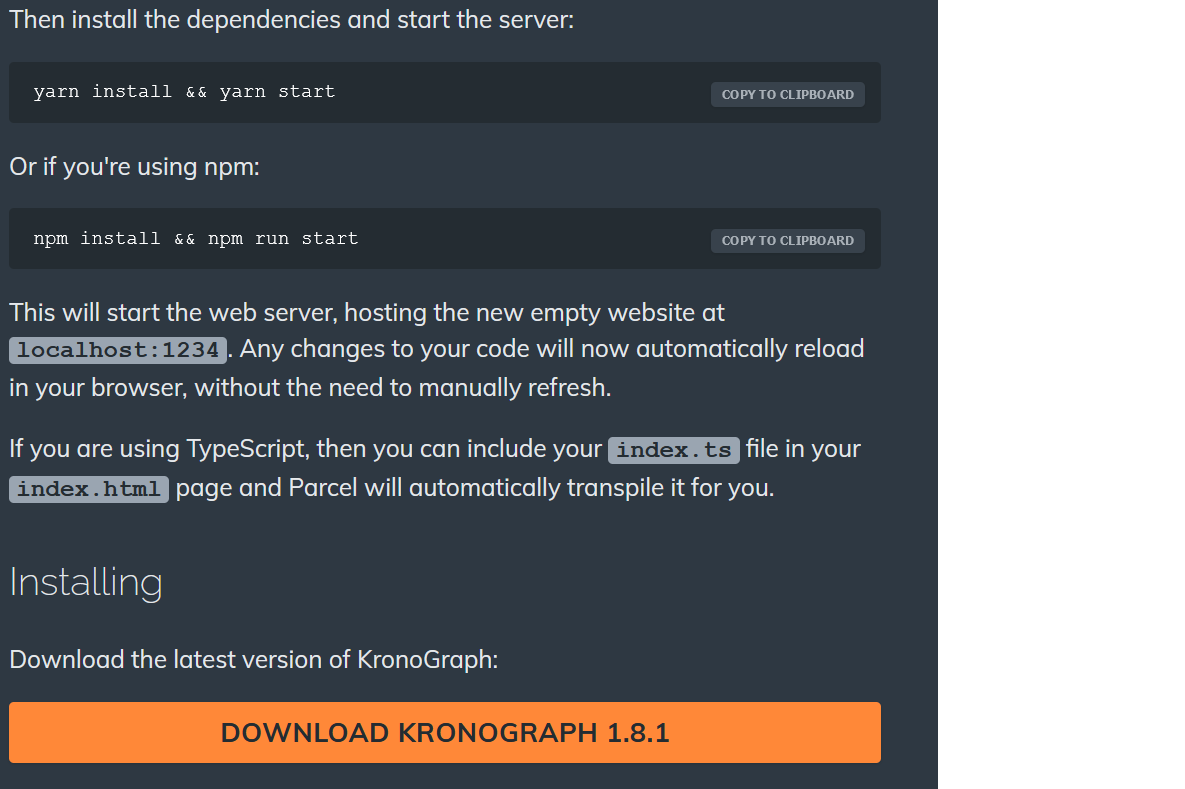 Then install the dependencies and start the server:
yarn install && yarn start
COPY TO CLIPBOARD
Or if you're using npm:
npm install && npm run start
COPY TO CLIPBOARD
This will start the web server, hosting the new empty website at
localhost:1234. Any changes to your code will now automatically reload
in your browser, without the need to manually refresh.
If you are using TypeScript, then you can include your index.ts file in your
index.html page and Parcel will automatically transpile it for you.
Installing
Download the latest version of KronoGraph:
DOWNLOAD KRONOGRAPH 1.8.1